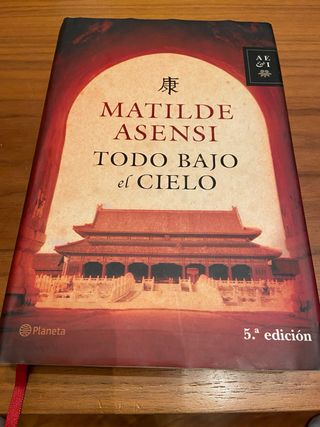 AE
&I
康
MATILDE
ASENSI
TODO BAJO
el CIELO
Planeta
5.ª edición